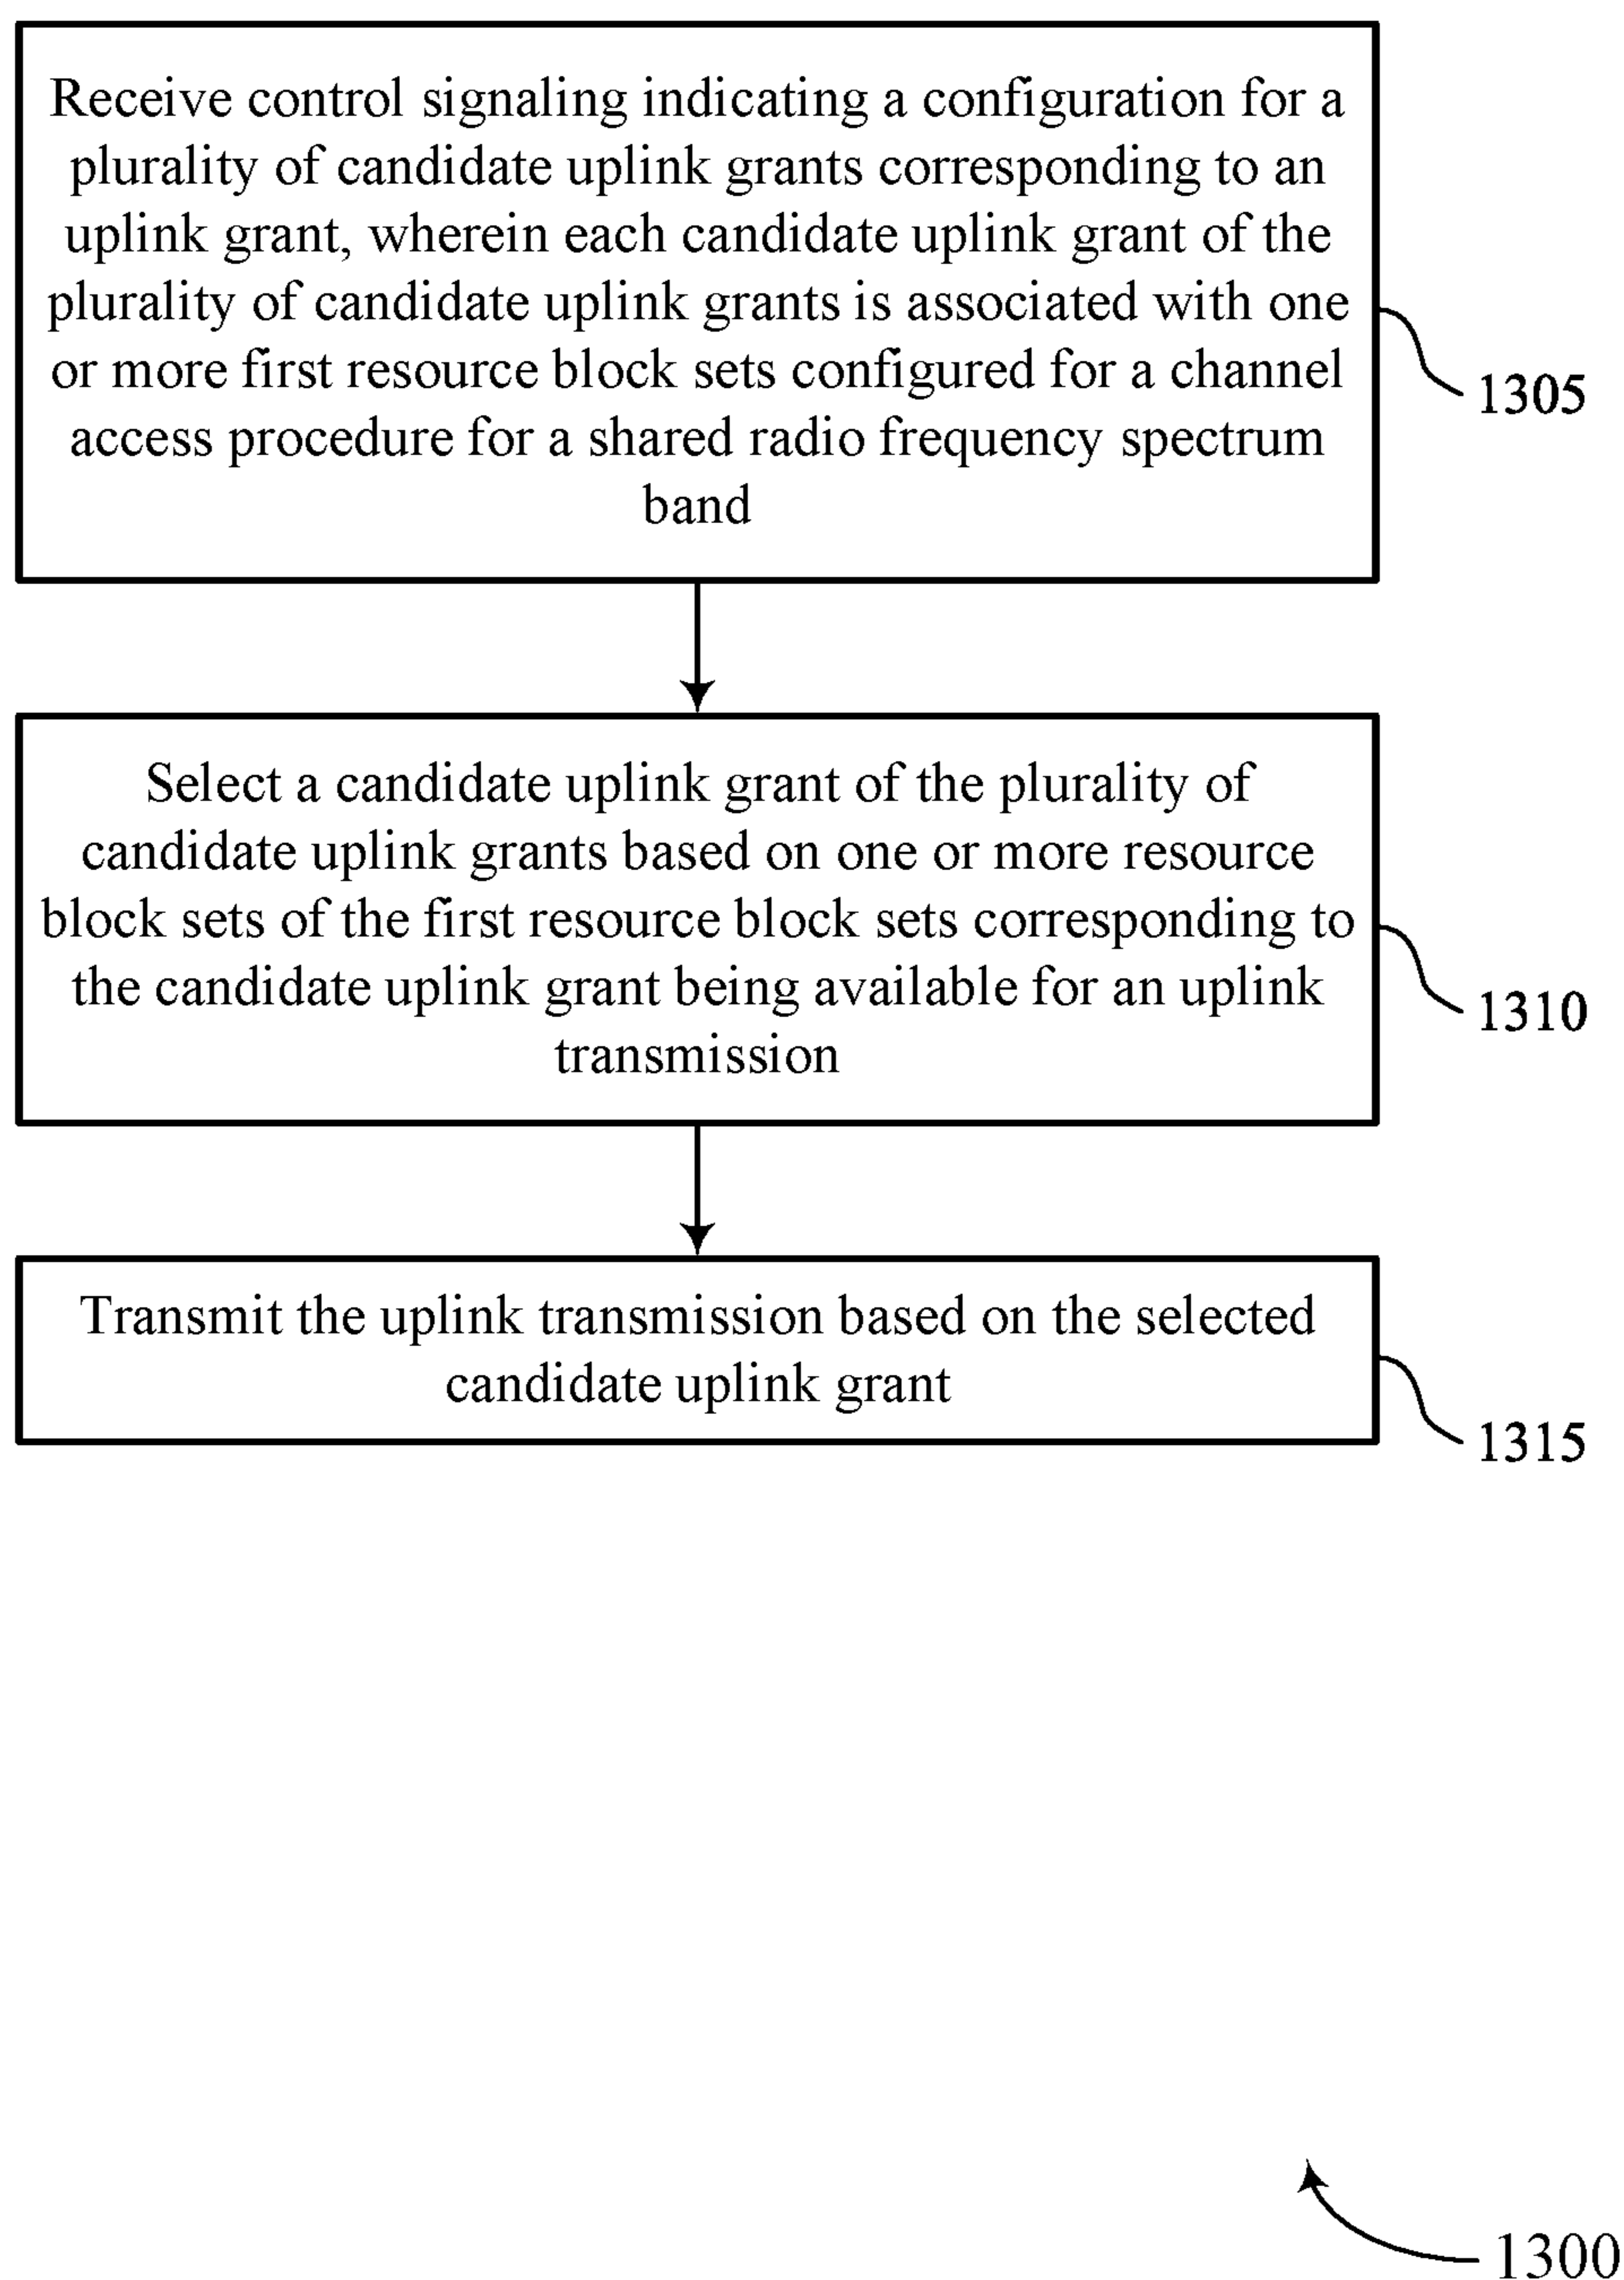 Receive control signaling indicating a configuration for a
plurality of candidate uplink grants corresponding to an
uplink grant, wherein each candidate uplink grant of the
plurality of candidate uplink grants is associated with one
or more first resource block sets configured for a channel
access procedure for a shared radio frequency spectrum
band
1305
Select a candidate uplink grant of the plurality of
candidate uplink grants based on one or more resource
block sets of the first resource block sets corresponding to
the candidate uplink grant being available for an uplink
transmission
1310
Transmit the uplink transmission based on the selected
candidate uplink grant
1315
1300